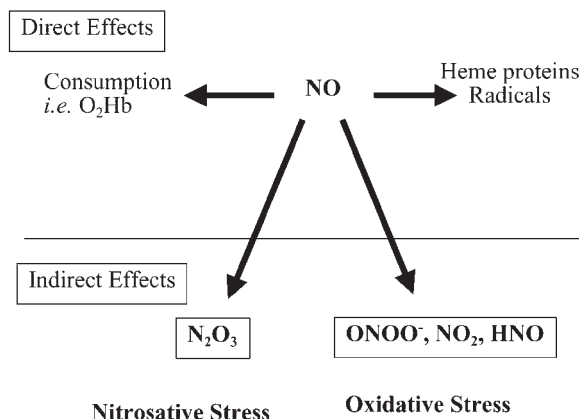 Direct Effects
Consumption
i.e. O₂Hb
NO
Heme proteins
Radicals
Indirect Effects
N₂O₃
ONOO⁻, NO₂, HNO
Nitrosative Stress
Oxidative Stress